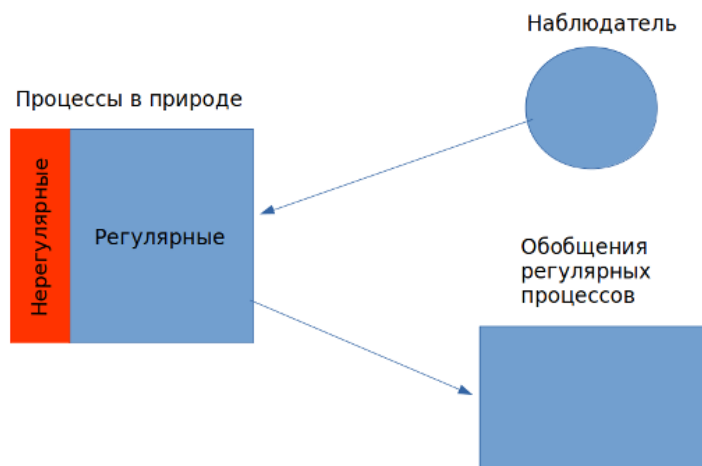 Наблюдатель
Процессы в природе
Нерегулярные
Регулярные
Обобщения
регулярных
процессов